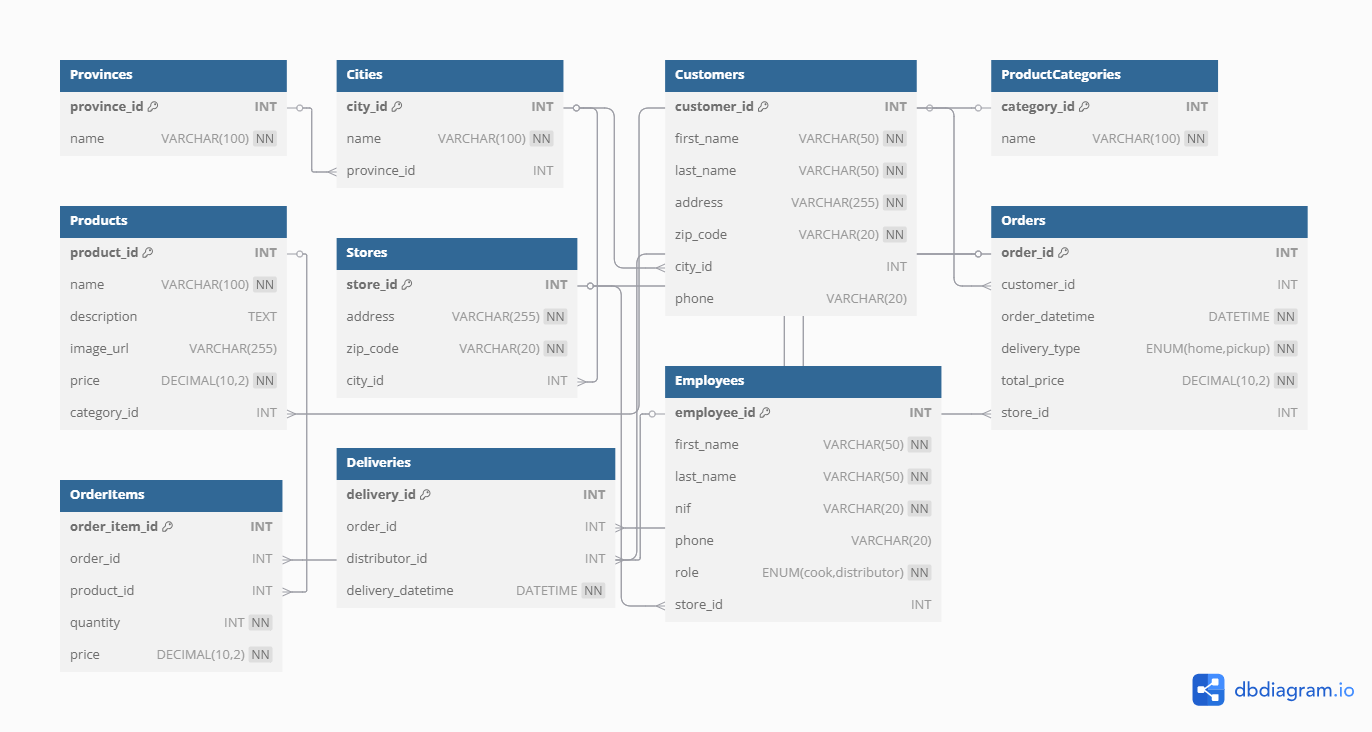 Provinces
province_id INT
name VARCHAR(100) NN
Cities
city_id INT
name VARCHAR(100) NN
province_id INT
Customers
customer_id INT
first_name VARCHAR(50) NN
last_name VARCHAR(50) NN
address VARCHAR(255) NN
zip_code VARCHAR(20) NN
city_id INT
phone VARCHAR(20)
ProductCategories
category_id INT
name VARCHAR(100) NN
Products
product_id INT
name VARCHAR(100) NN
description TEXT
image_url VARCHAR(255)
price DECIMAL(10,2) NN
category_id INT
Stores
store_id INT
address VARCHAR(255) NN
zip_code VARCHAR(20) NN
city_id INT
Orders
order_id INT
customer_id INT
order_datetime DATETIME NN
delivery_type ENUM(home,pickup) NN
total_price DECIMAL(10,2) NN
store_id INT
Employees
employee_id INT
first_name VARCHAR(50) NN
last_name VARCHAR(50) NN
nif VARCHAR(20) NN
phone VARCHAR(20)
role ENUM(cook,distributor) NN
store_id INT
OrderItems
order_item_id INT
order_id INT
product_id INT
quantity INT NN
price DECIMAL(10,2) NN
Deliveries
delivery_id INT
order_id INT
distributor_id INT
delivery_datetime DATETIME NN
dbdiagram.io